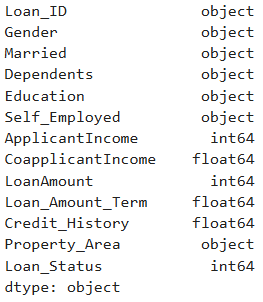 Loan_ID object
Gender object
Married object
Dependents object
Education object
Self_Employed object
ApplicantIncome int64
CoapplicantIncome float64
LoanAmount int64
Loan_Amount_Term float64
Credit_History float64
Property_Area object
Loan_Status int64
dtype: object